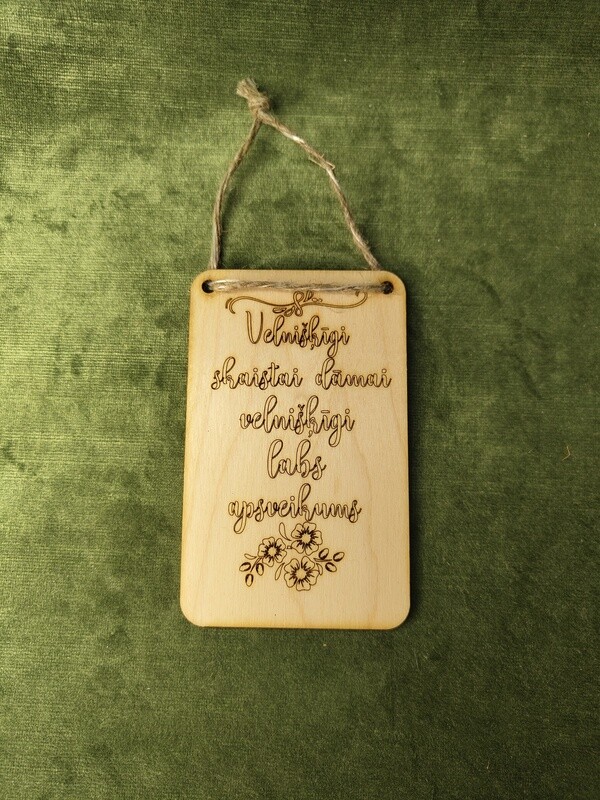 Velnišķīgi
skaistai dāmai
velnišķīgi
labs
apsveikums